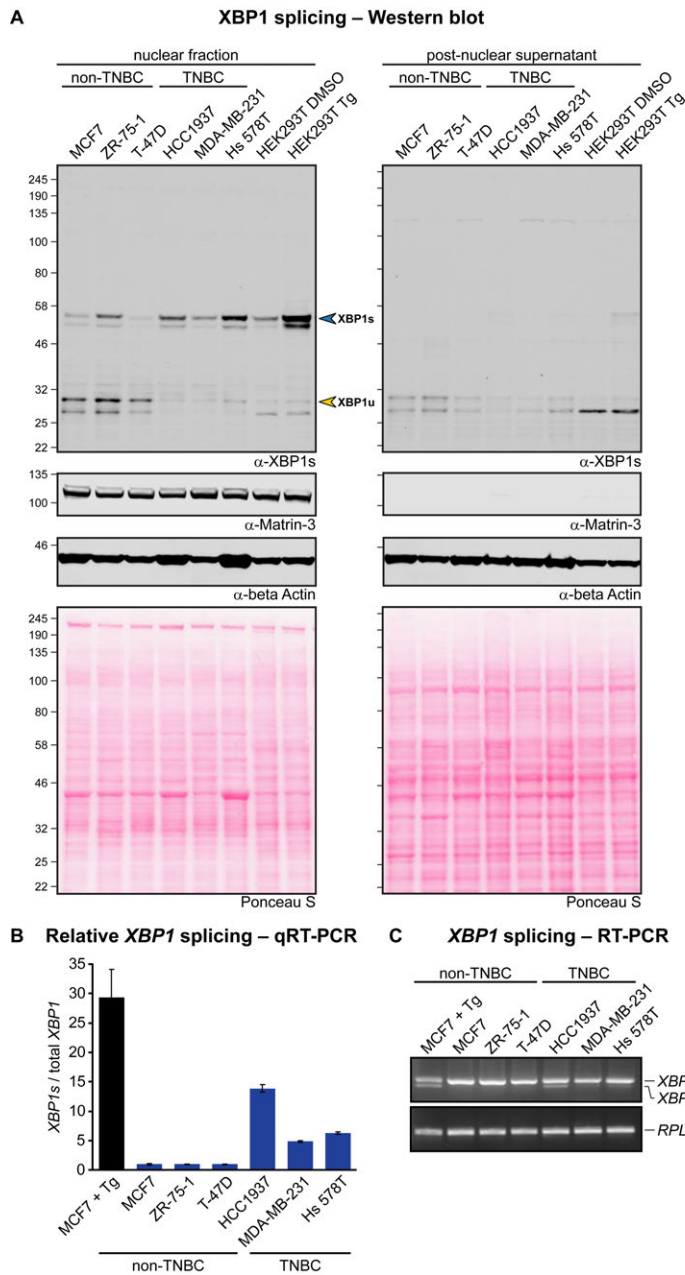 A XBP1 splicing – Western blot
nuclear fraction post-nuclear supernatant
non-TNBC TNBC non-TNBC TNBC
MCF7 ZR-75-1 T-47D HCC1937 MDA-MB-231 Hs 578T HEK293T DMSO HEK293T Tg MCF7 ZR-75-1 T-47D HCC1937 MDA-MB-231 Hs 578T HEK293T DMSO HEK293T Tg
245
190
135
100
80
58
XBP1s
46
32
XBP1u
25
22
α-XBP1s α-XBP1s
135
100
α-Matrin-3 α-Matrin-3
46
α-beta Actin α-beta Actin
245
190
135
100
80
58
46
32
25
22
Ponceau S Ponceau S
B Relative XBP1 splicing – qRT-PCR
XBP1s / total XBP1
35
30
25
20
15
10
5
0
MCF7 + Tg MCF7 ZR-75-1 T-47D HCC1937 MDA-MB-231 Hs 578T
non-TNBC TNBC
C XBP1 splicing – RT-PCR
non-TNBC TNBC
MCF7 + Tg MCF7 ZR-75-1 T-47D HCC1937 MDA-MB-231 Hs 578T
XBP
XBP
RPL